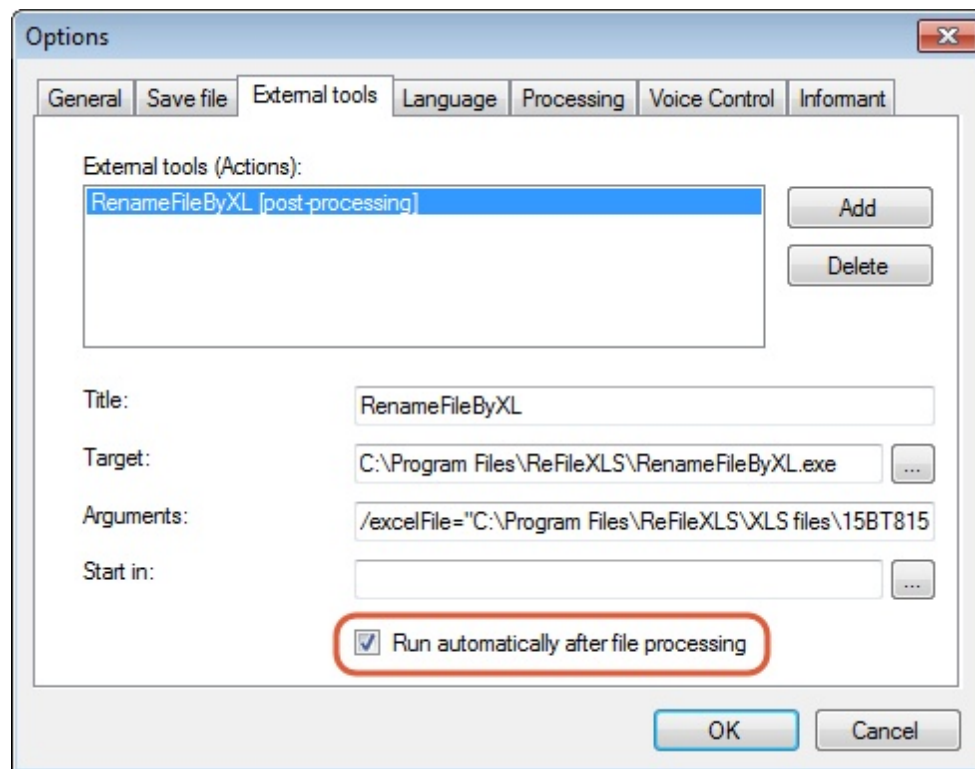 Options
General Save file External tools Language Processing Voice Control Informant
External tools (Actions):
RenameFileByXL [post-processing]
Add
Delete
Title: RenameFileByXL
Target: C:\Program Files\ReFileXLS\RenameFileByXL.exe ...
Arguments: /excelFile="C:\Program Files\ReFileXLS\XLS files\15BT815
Start in: ...
Run automatically after file processing
OK Cancel